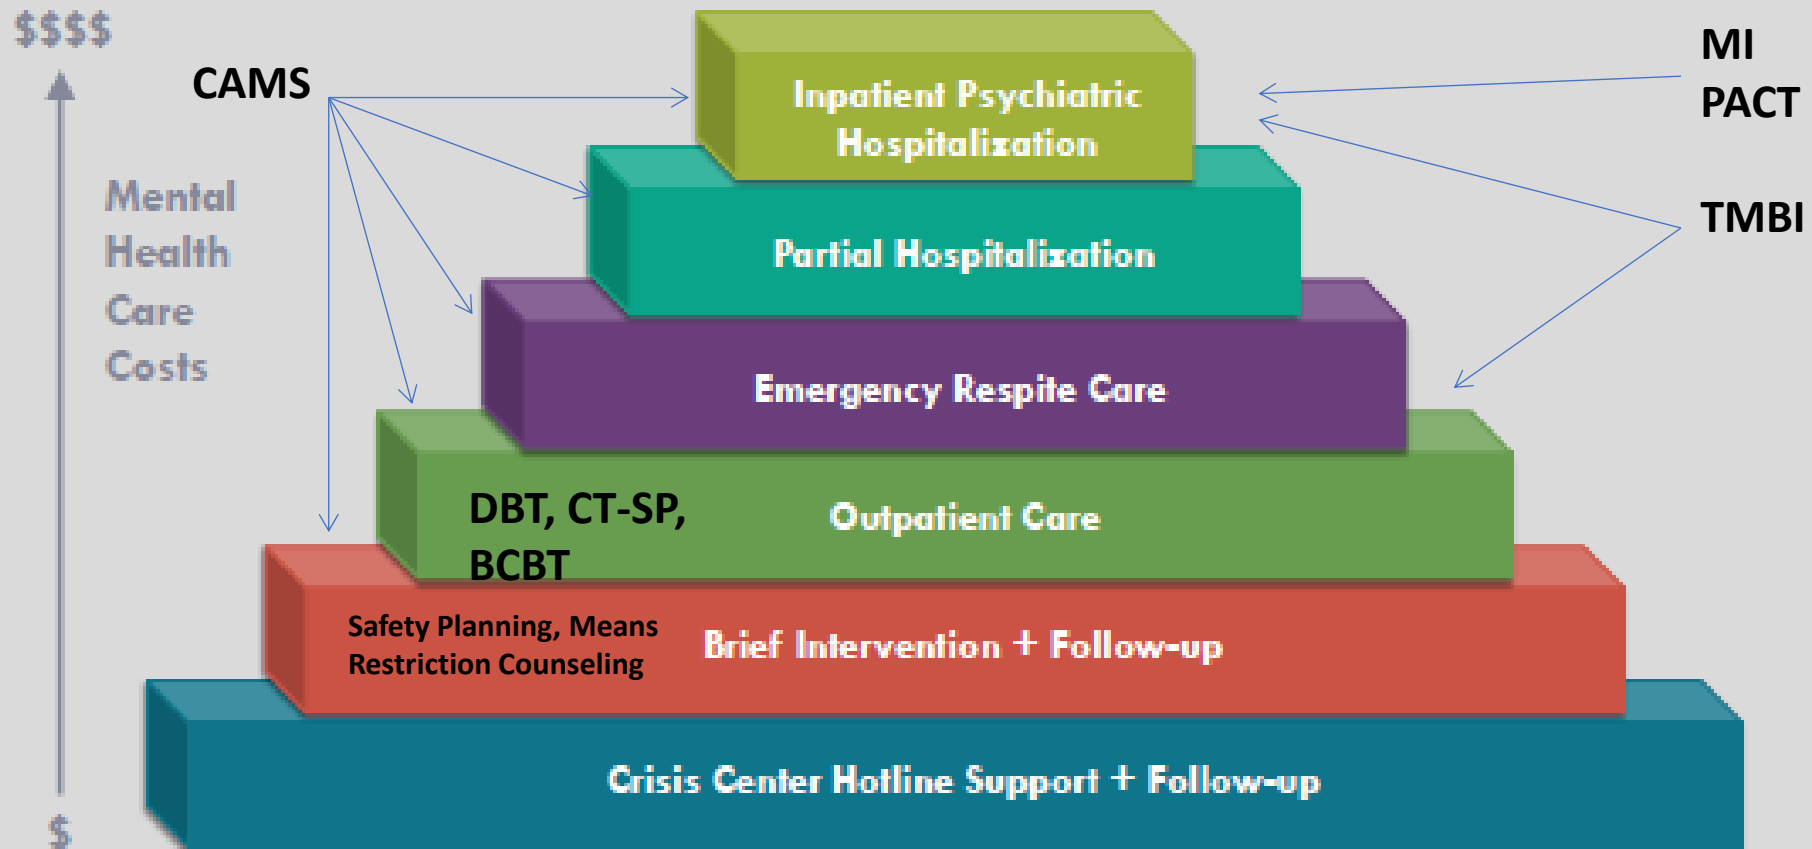 $$$$
Mental
Health
Care
Costs
$
CAMS
MI
PACT
TMBI
Inpatient Psychiatric
Hospitalization
Partial Hospitalization
Emergency Respite Care
DBT, CT-SP,
BCBT
Outpatient Care
Safety Planning, Means
Restriction Counseling
Brief Intervention + Follow-up
Crisis Center Hotline Support + Follow-up